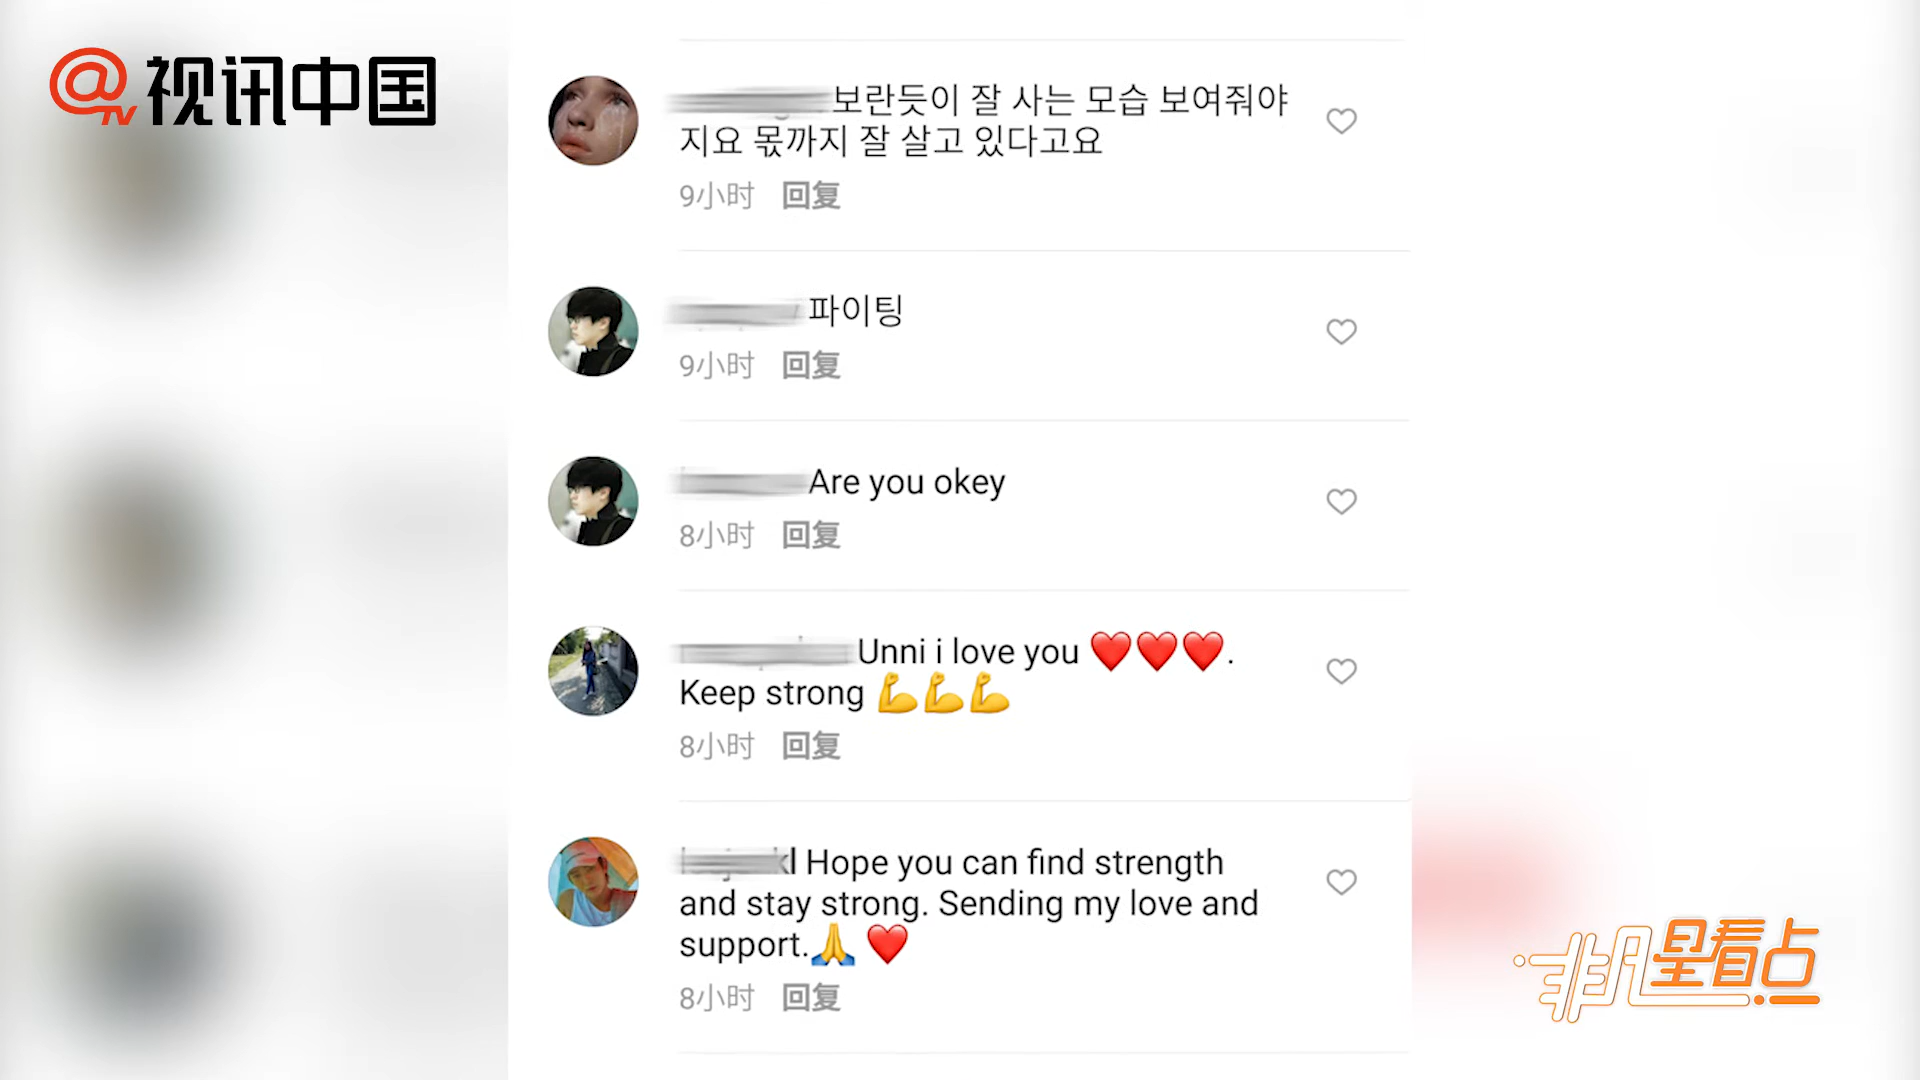 @TV 视讯中国
보란듯이 잘 사는 모습 보여줘야
지요 몫까지 잘 살고 있다고요
9小时 回复
파이팅
9小时 回复
Are you okey
8小时 回复
Unni i love you ❤️❤️❤️.
Keep strong 💪💪💪
8小时 回复
Hope you can find strength
and stay strong. Sending my love and
support.🙏 ❤️
8小时 回复
非凡星看点